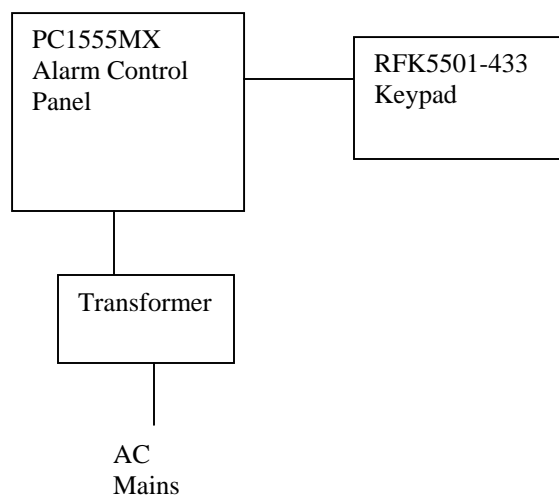 PC1555MX
Alarm Control
Panel
RFK5501-433
Keypad
Transformer
AC
Mains